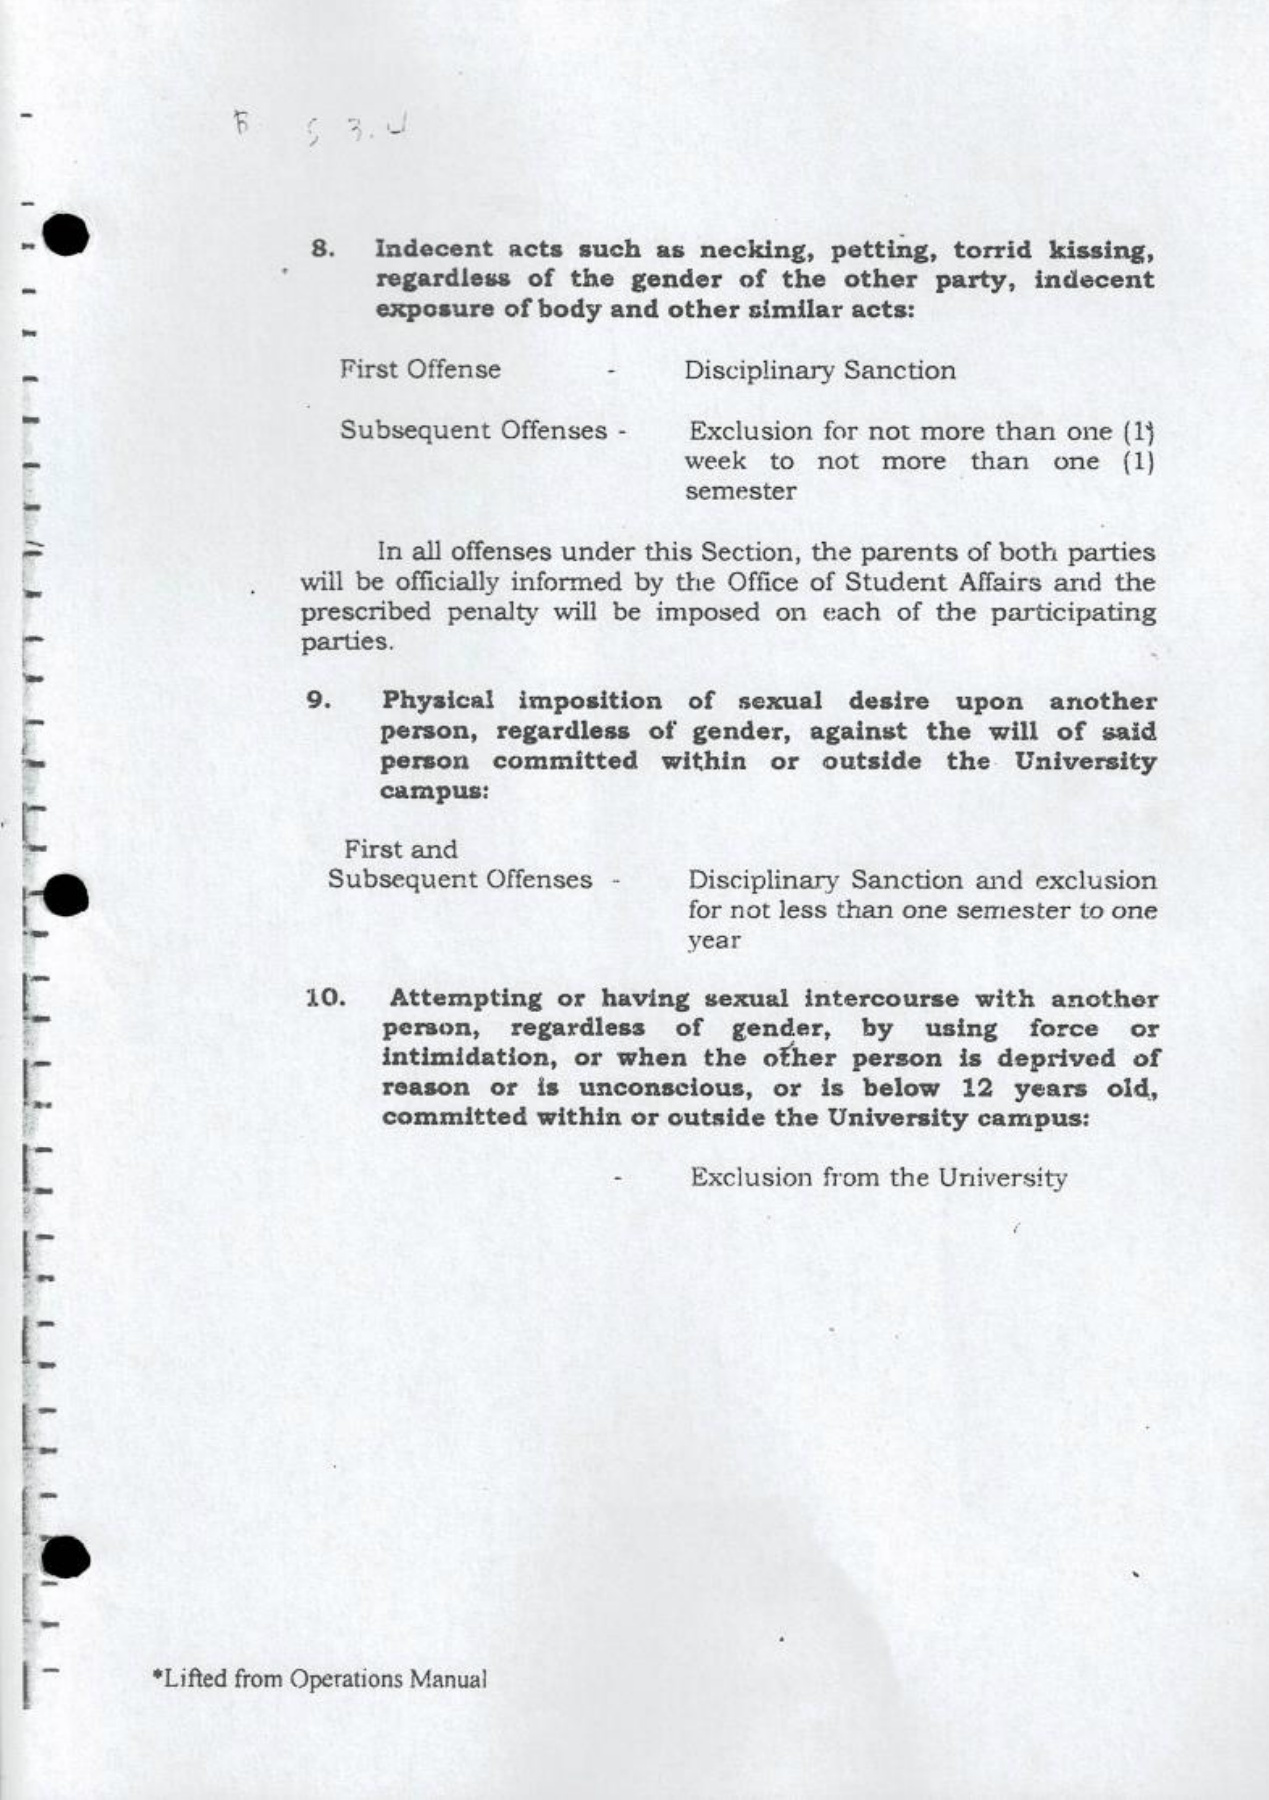 8. Indecent acts such as necking, petting, torrid kissing,
regardless of the gender of the other party, indecent
exposure of body and other similar acts:
First Offense - Disciplinary Sanction
Subsequent Offenses - Exclusion for not more than one (1)
week to not more than one (1)
semester
In all offenses under this Section, the parents of both parties
will be officially informed by the Office of Student Affairs and the
prescribed penalty will be imposed on each of the participating
parties.
9. Physical imposition of sexual desire upon another
person, regardless of gender, against the will of said
person committed within or outside the University
campus:
First and
Subsequent Offenses - Disciplinary Sanction and exclusion
for not less than one semester to one
year
10. Attempting or having sexual intercourse with another
person, regardless of gender, by using force or
intimidation, or when the other person is deprived of
reason or is unconscious, or is below 12 years old,
committed within or outside the University campus:
- Exclusion from the University
*Lifted from Operations Manual